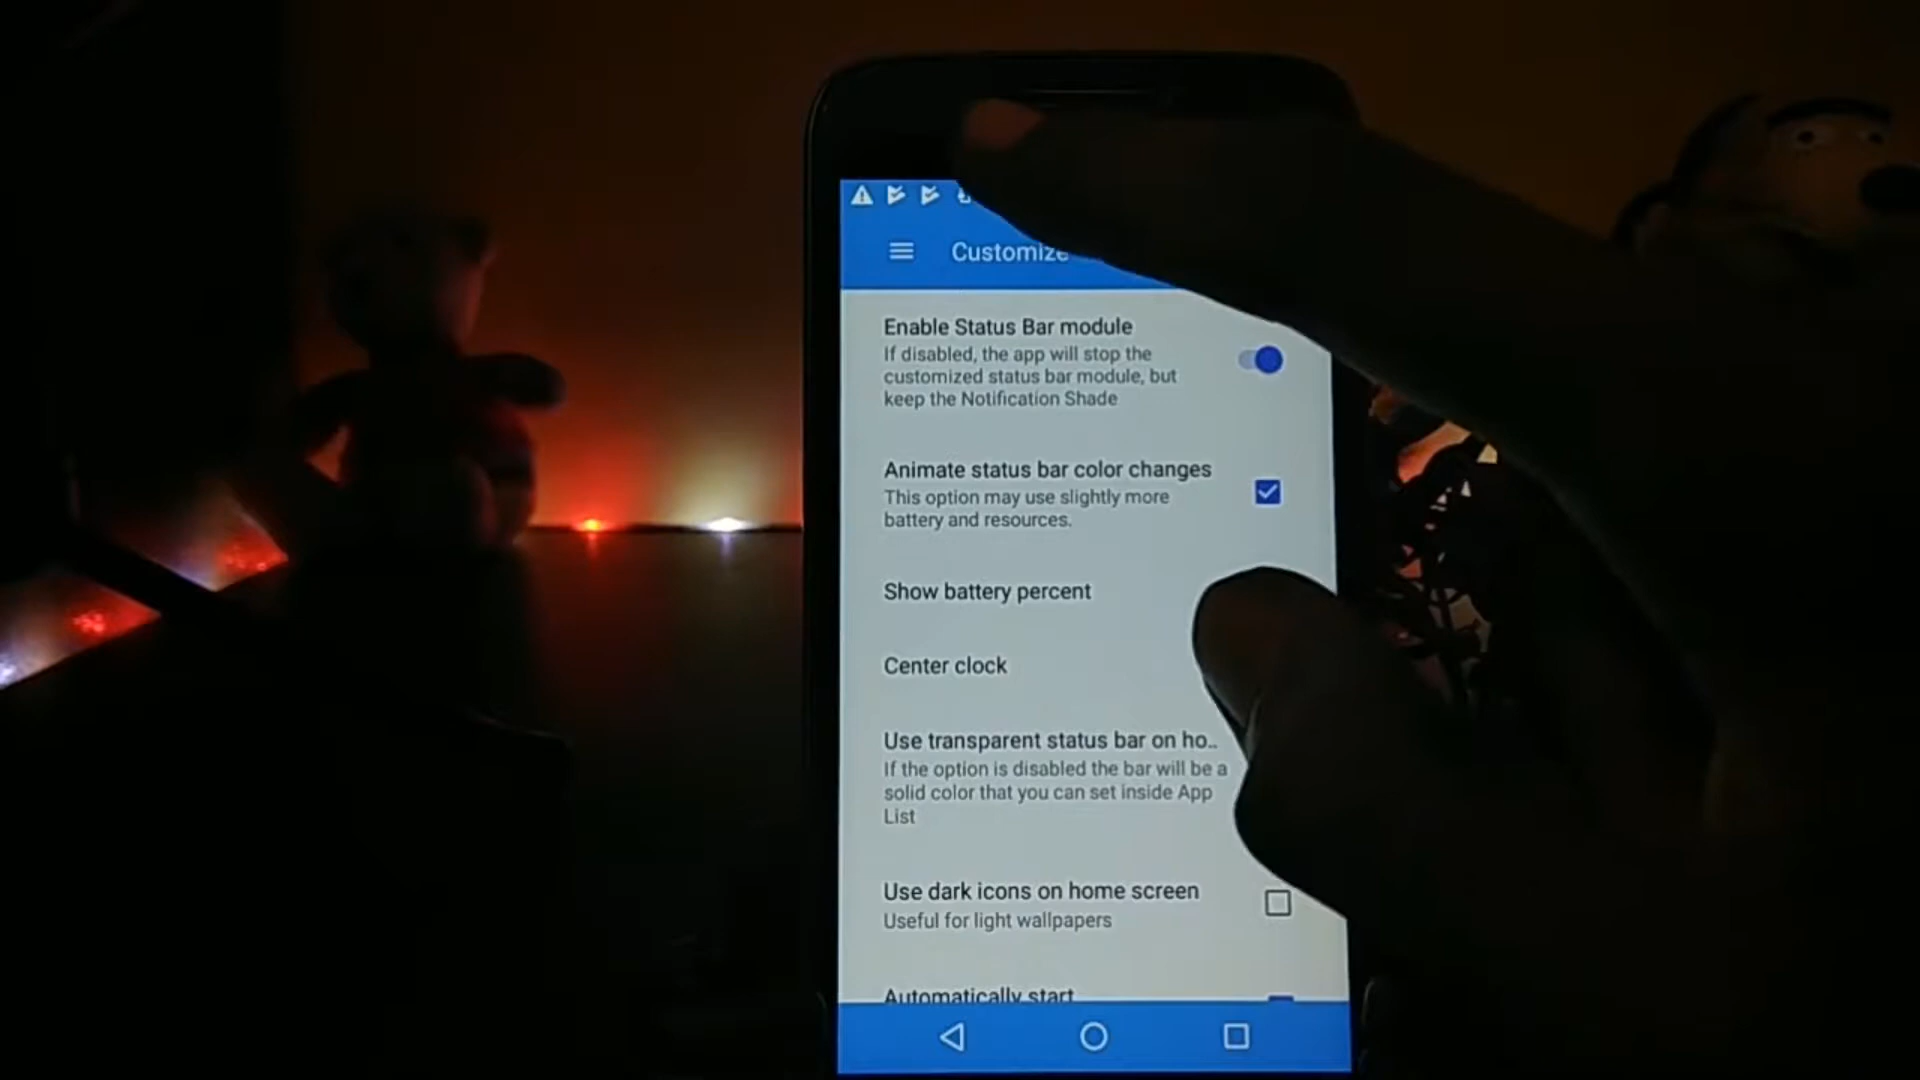 Customize
Enable Status Bar module
If disabled, the app will stop the
customized status bar module, but
keep the Notification Shade
Animate status bar color changes
This option may use slightly more
battery and resources.
Show battery percent
Center clock
Use transparent status bar on ho..
If the option is disabled the bar will be a
solid color that you can set inside App
List
Use dark icons on home screen
Useful for light wallpapers
Automatically start